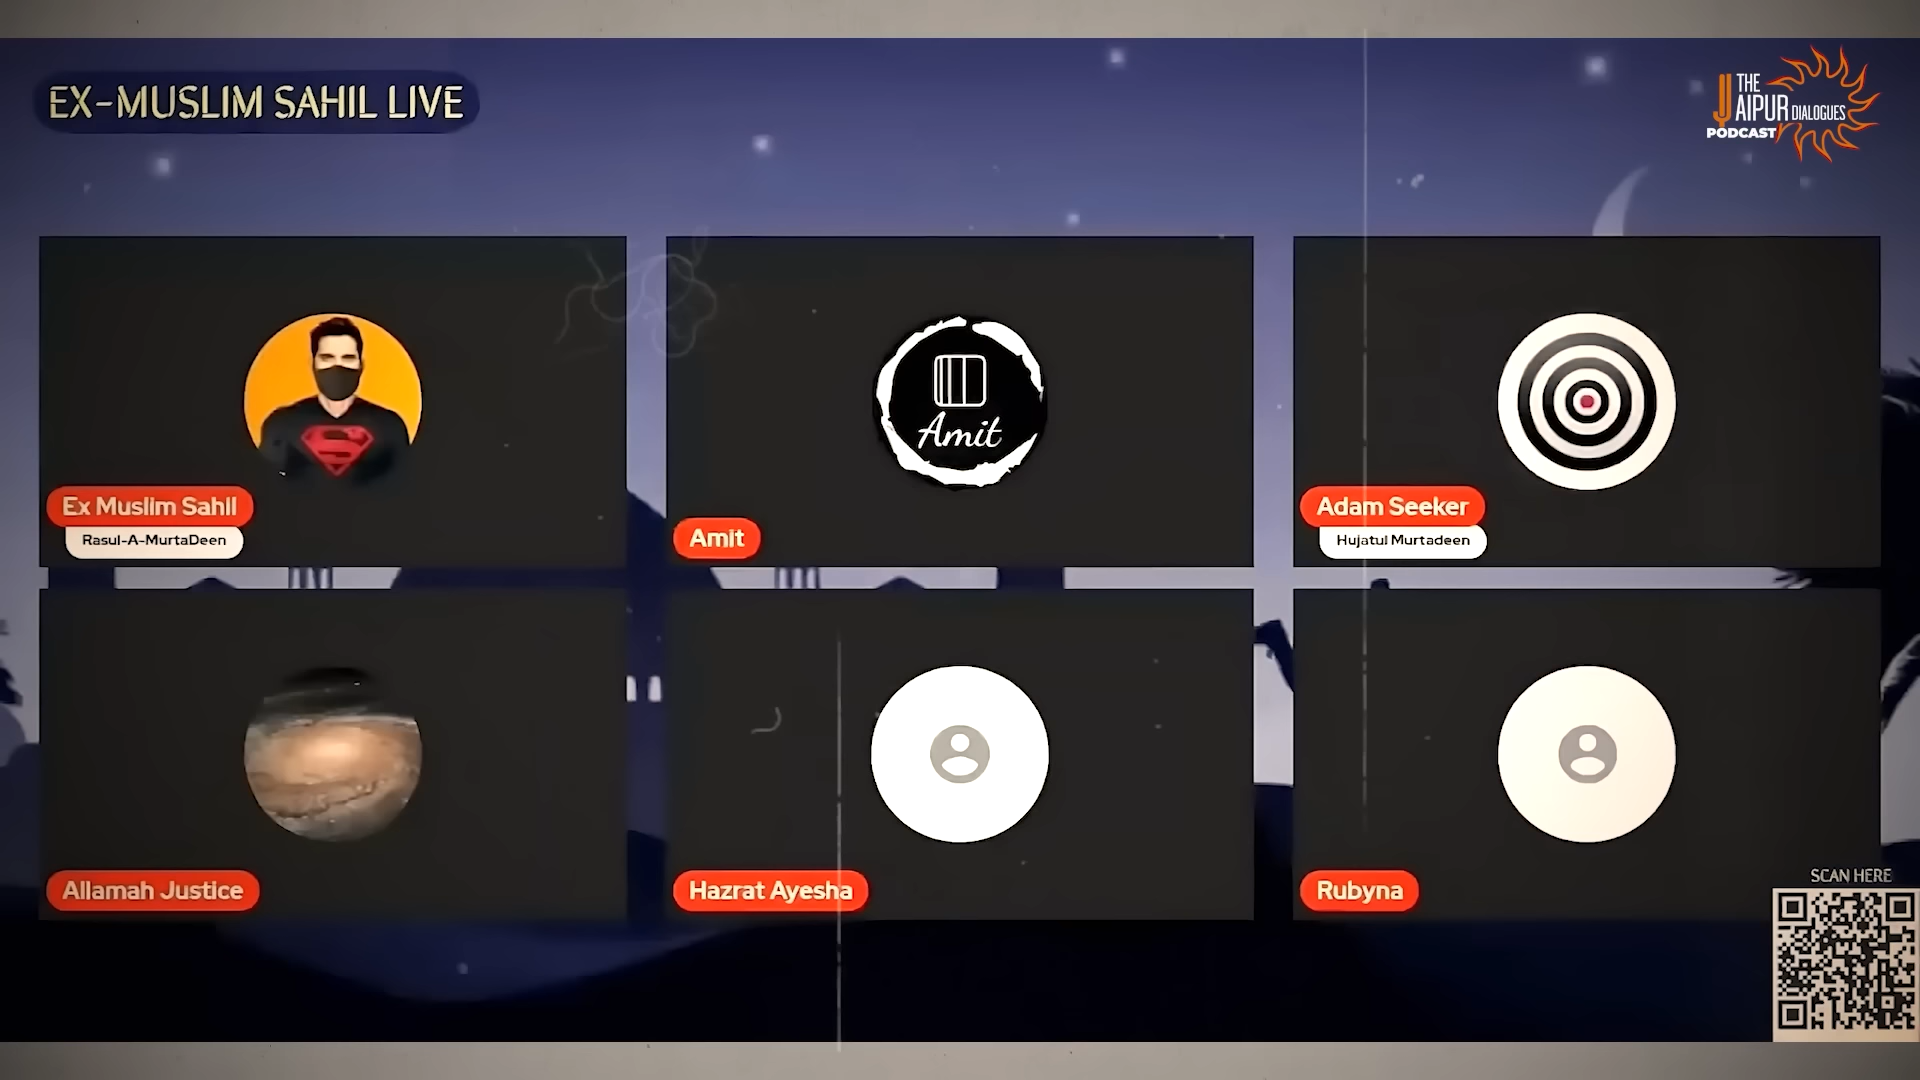 EX-MUSLIM SAHIL LIVE
THE
JAIPUR DIALOGUES
PODCAST
Ex Muslim Sahil
Rasul-A-MurtaDeen
Amit
Amit
Adam Seeker
Hujatul Murtadeen
Allamah Justice
Hazrat Ayesha
Rubyna
SCAN HERE